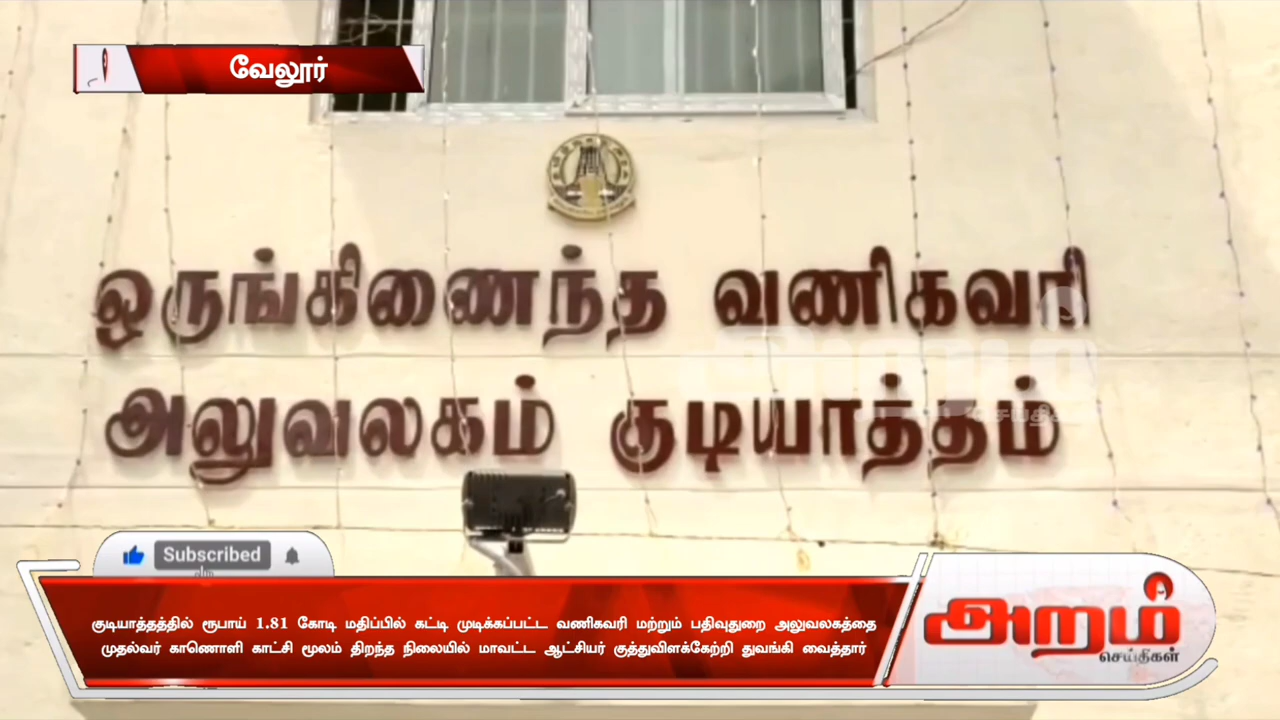 வேலூர்
ஒருங்கிணைந்த வணிகவரி
அலுவலகம் குடியாத்தம்
Subscribed
குடியாத்தத்தில் ரூபாய் 1.81 கோடி மதிப்பில் கட்டி முடிக்கப்பட்ட வணிகவரி மற்றும் பதிவுதுறை அலுவலகத்தை
முதல்வர் காணொளி காட்சி மூலம் திறந்த நிலையில் மாவட்ட ஆட்சியர் குத்துவிளக்கேற்றி துவங்கி வைத்தார்
அறம்
செய்திகள்